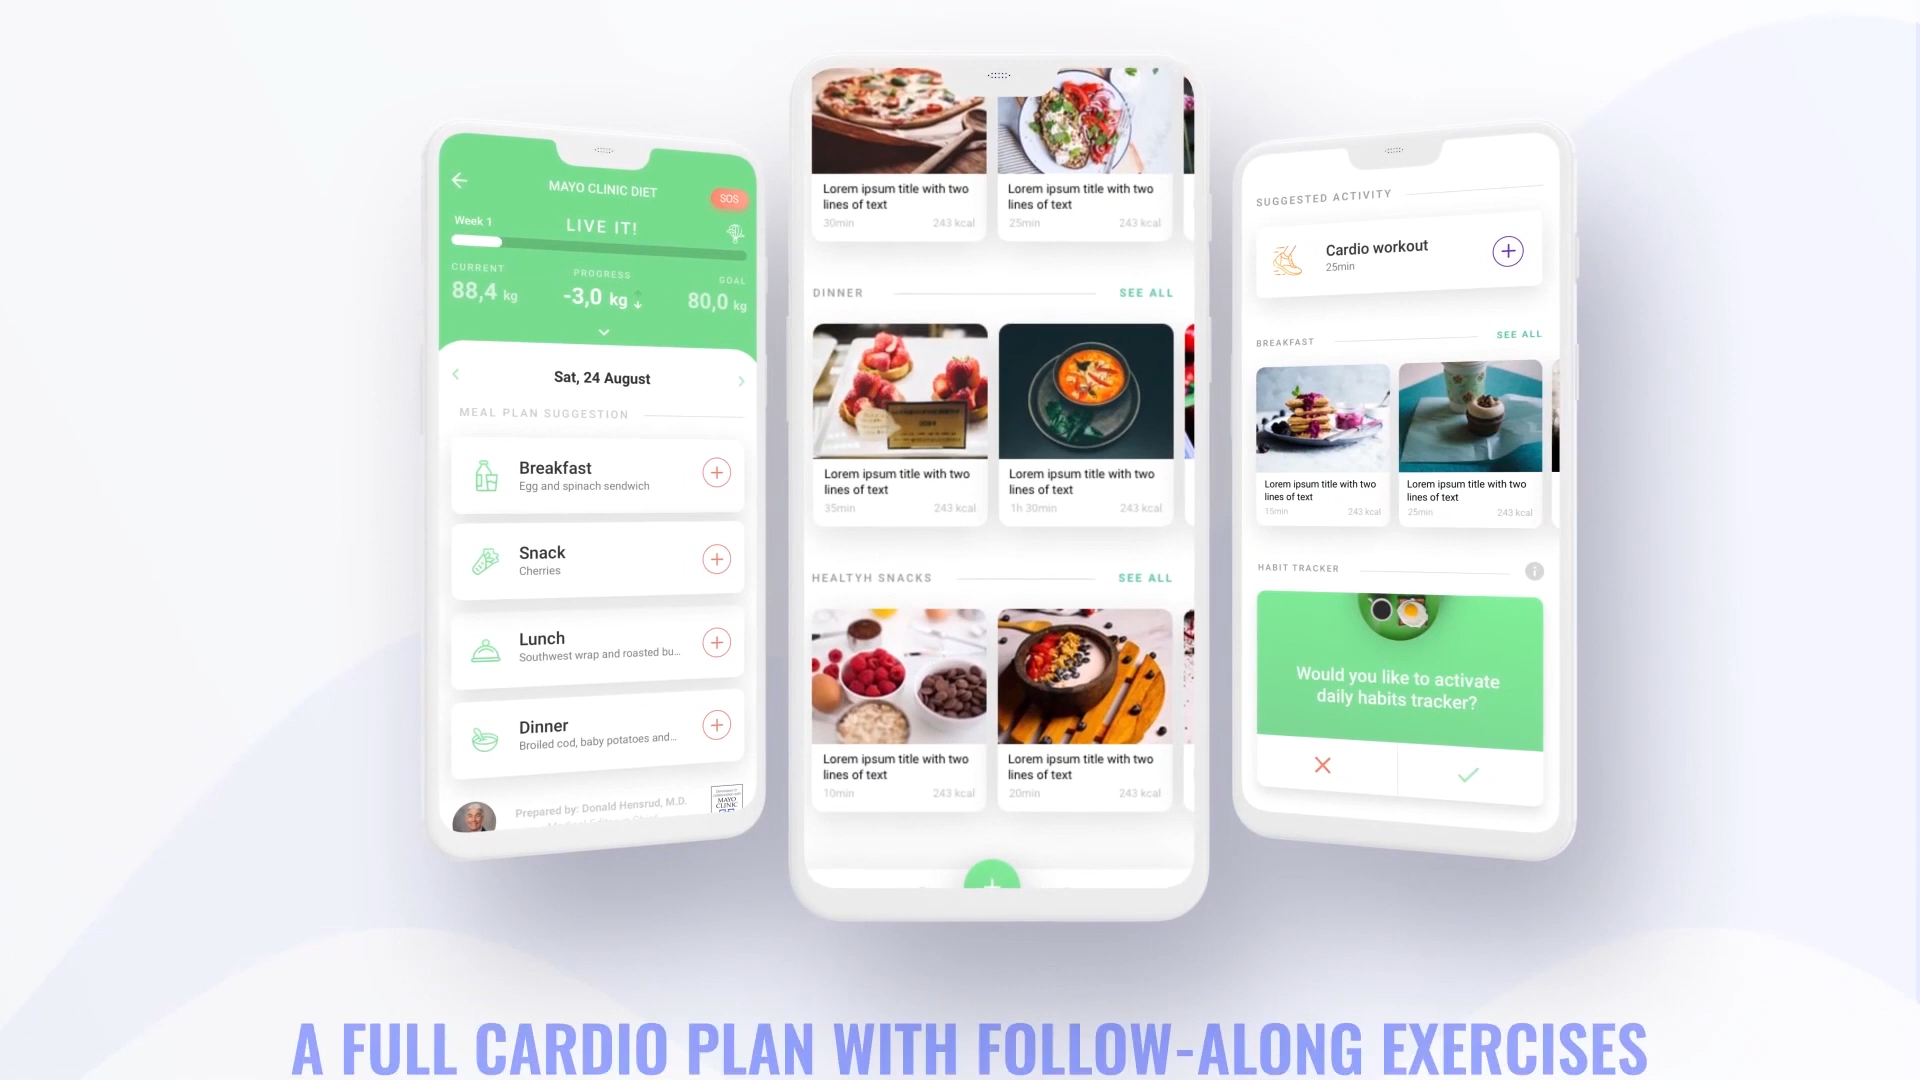 MAYO CLINIC DIET
SOS
Week 1
LIVE IT!
CURRENT
PROGRESS
GOAL
88,4 kg
-3,0 kg
80,0 kg
Sat, 24 August
MEAL PLAN SUGGESTION
Breakfast
Egg and spinach sandwich
Snack
Cherries
Lunch
Southwest wrap and roasted bu...
Dinner
Broiled cod, baby potatoes and...
Prepared by: Donald Hensrud, M.D.
MAYO
CLINIC
Lorem ipsum title with two
lines of text
30min 243 kcal
Lorem ipsum title with two
lines of text
25min 243 kcal
DINNER
SEE ALL
Lorem ipsum title with two
lines of text
35min 243 kcal
Lorem ipsum title with two
lines of text
1h 30min 243 kcal
HEALTYH SNACKS
SEE ALL
Lorem ipsum title with two
lines of text
10min 243 kcal
Lorem ipsum title with two
lines of text
20min 243 kcal
SUGGESTED ACTIVITY
Cardio workout
25min
BREAKFAST
SEE ALL
Lorem ipsum title with two
lines of text
15min 243 kcal
Lorem ipsum title with two
lines of text
25min 243 kcal
HABIT TRACKER
Would you like to activate
daily habits tracker?
A FULL CARDIO PLAN WITH FOLLOW-ALONG EXERCISES